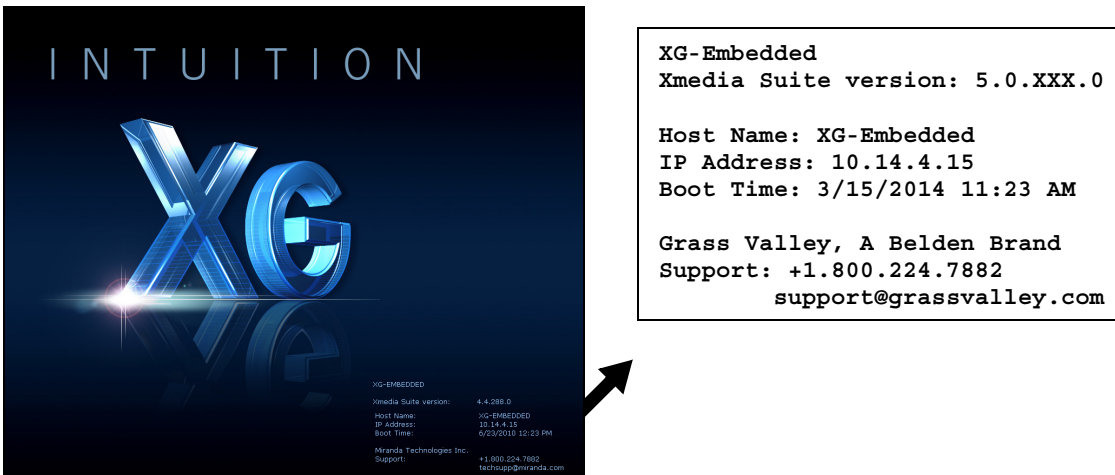 INTUITION
XG
XG-EMBEDDED
Xmedia Suite version: 4.4.288.0
Host Name: XG-EMBEDDED
IP Address: 10.14.4.15
Boot Time: 6/23/2010 12:23 PM
Miranda Technologies Inc.
Support: +1.800.224.7882
techsupp@miranda.com
XG-Embedded
Xmedia Suite version: 5.0.XXX.0
Host Name: XG-Embedded
IP Address: 10.14.4.15
Boot Time: 3/15/2014 11:23 AM
Grass Valley, A Belden Brand
Support: +1.800.224.7882
support@grassvalley.com